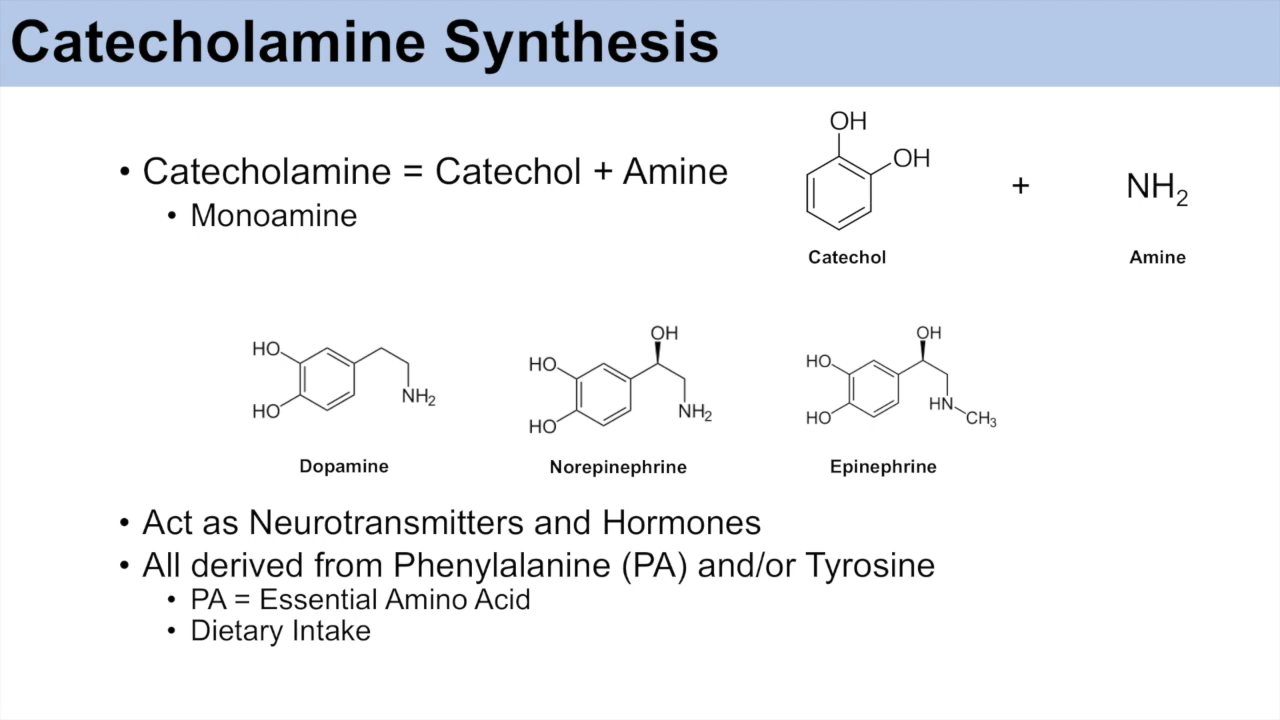 Catecholamine Synthesis
• Catecholamine = Catechol + Amine
• Monoamine
OH
OH
+
NH₂
Catechol
Amine
HO
HO
NH₂
Dopamine
OH
HO
HO
NH₂
Norepinephrine
OH
HO
HO
HN
CH₃
Epinephrine
• Act as Neurotransmitters and Hormones
• All derived from Phenylalanine (PA) and/or Tyrosine
• PA = Essential Amino Acid
• Dietary Intake